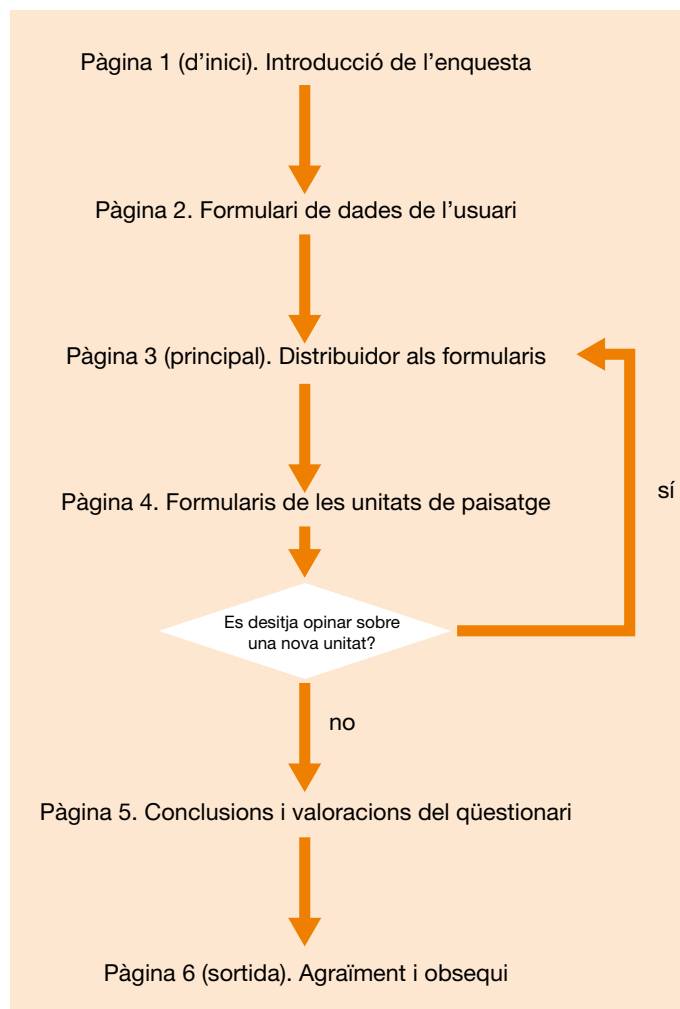 Pàgina 1 (d’inici). Introducció de l’enquesta
Pàgina 2. Formulari de dades de l’usuari
Pàgina 3 (principal). Distribuidor als formularis
Pàgina 4. Formularis de les unitats de paisatge
sí
Es desitja opinar sobre
una nova unitat?
no
Pàgina 5. Conclusions i valoracions del qüestionari
Pàgina 6 (sortida). Agraïment i obsequi